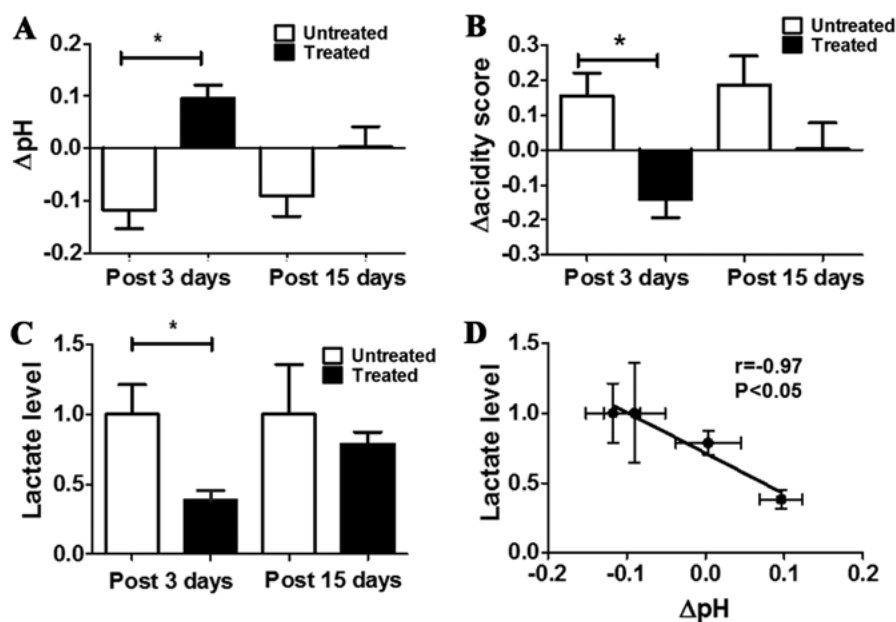 A
Untreated
Treated
*
ΔpH
0.2
0.1
0.0
-0.1
-0.2
Post 3 days Post 15 days
B
Untreated
Treated
*
Δacidity score
0.3
0.2
0.1
0.0
-0.1
-0.2
-0.3
Post 3 days Post 15 days
C
Untreated
Treated
*
Lactate level
1.5
1.0
0.5
0.0
Post 3 days Post 15 days
D
r=-0.97
P<0.05
Lactate level
1.5
1.0
0.5
0.0
-0.2 -0.1 0.0 0.1 0.2
ΔpH